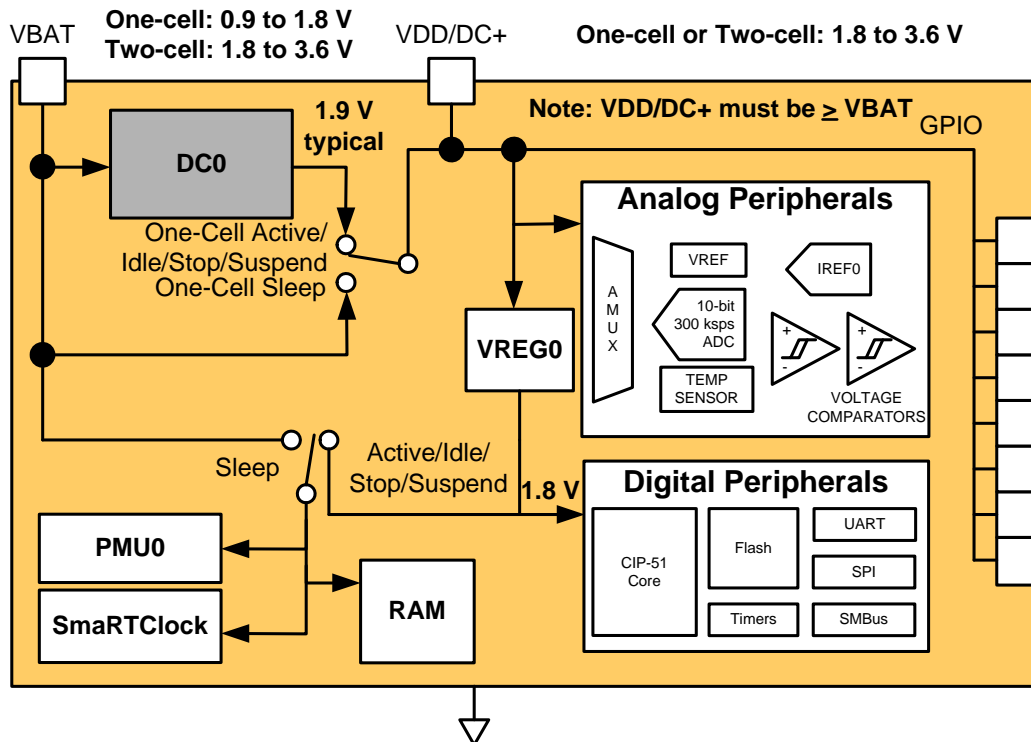 VBAT
One-cell: 0.9 to 1.8 V
Two-cell: 1.8 to 3.6 V
VDD/DC+
One-cell or Two-cell: 1.8 to 3.6 V
Note: VDD/DC+ must be ≥ VBAT
GPIO
1.9 V
typical
DC0
One-Cell Active/
Idle/Stop/Suspend
One-Cell Sleep
Analog Peripherals
A
M
U
X
VREF
IREF0
10-bit
300 ksps
ADC
+
-
+
-
TEMP
SENSOR
VOLTAGE
COMPARATORS
VREG0
Sleep
Active/Idle/
Stop/Suspend
1.8 V
Digital Peripherals
CIP-51
Core
Flash
Timers
UART
SPI
SMBus
PMU0
SmaRTClock
RAM